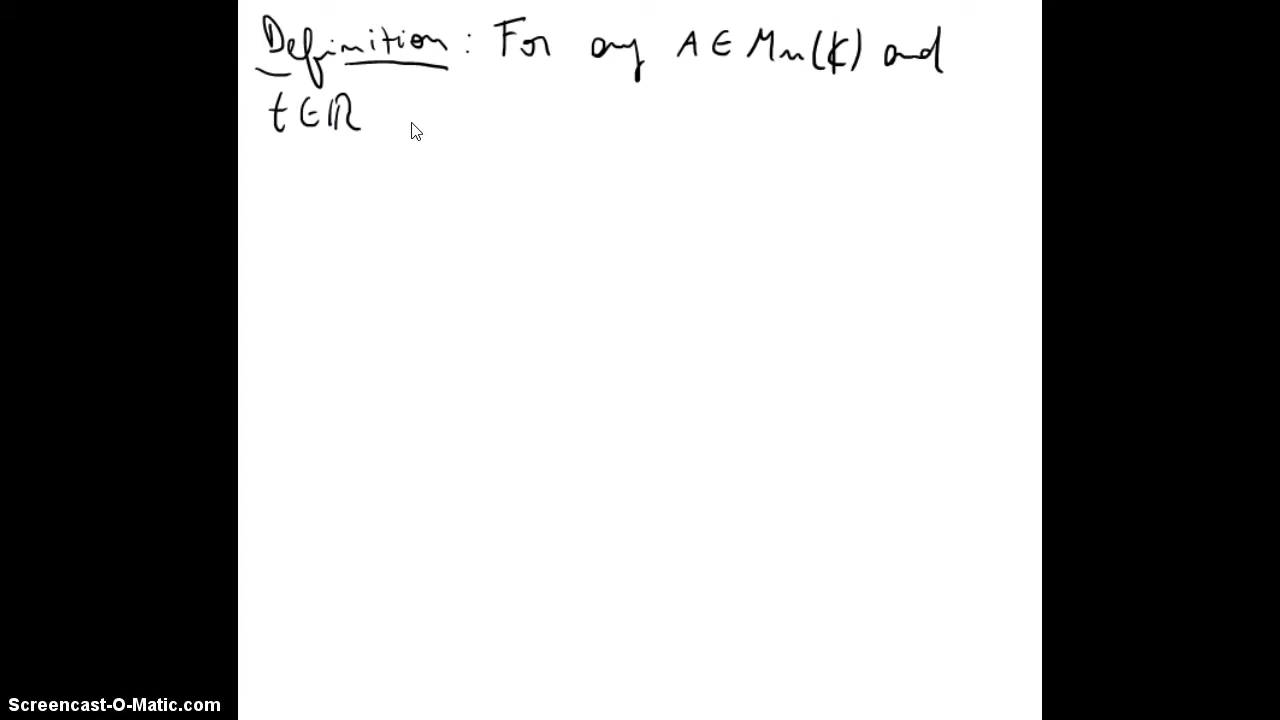 Definition: For any A ∈ Mn(ℂ) and
t ∈ ℝ
Screencast-O-Matic.com